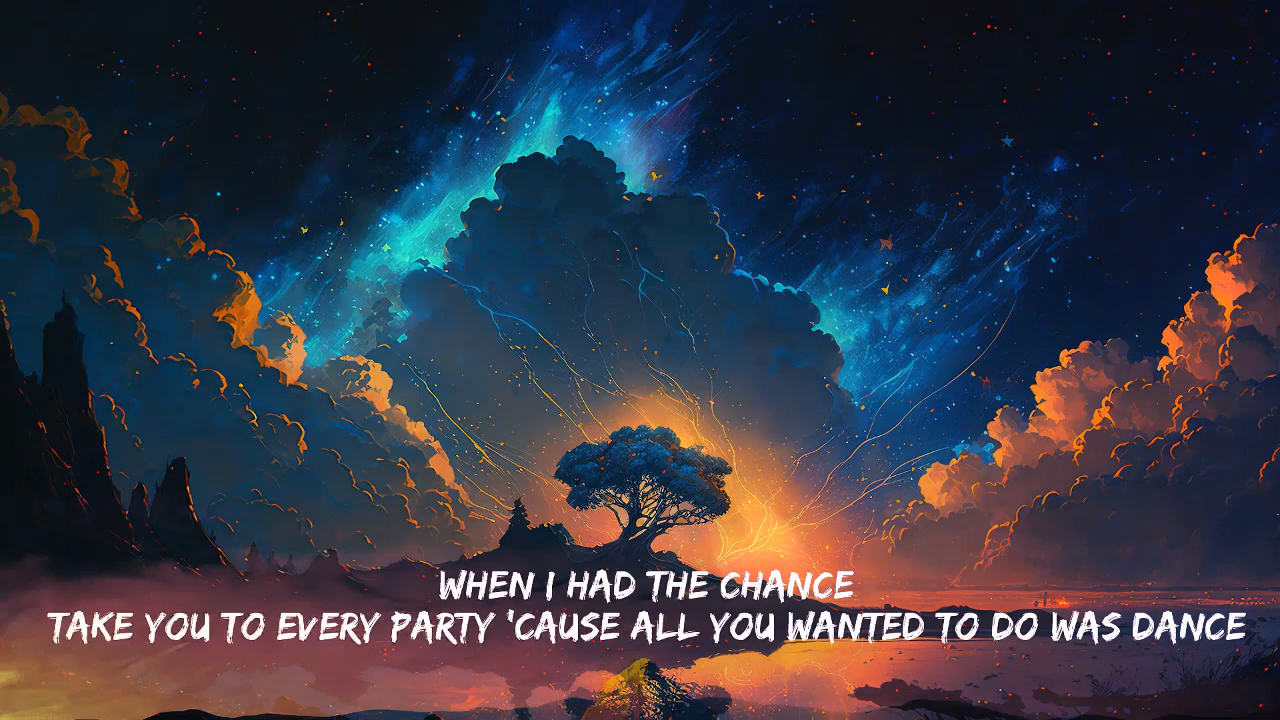 WHEN I HAD THE CHANCE
TAKE YOU TO EVERY PARTY 'CAUSE ALL YOU WANTED TO DO WAS DANCE